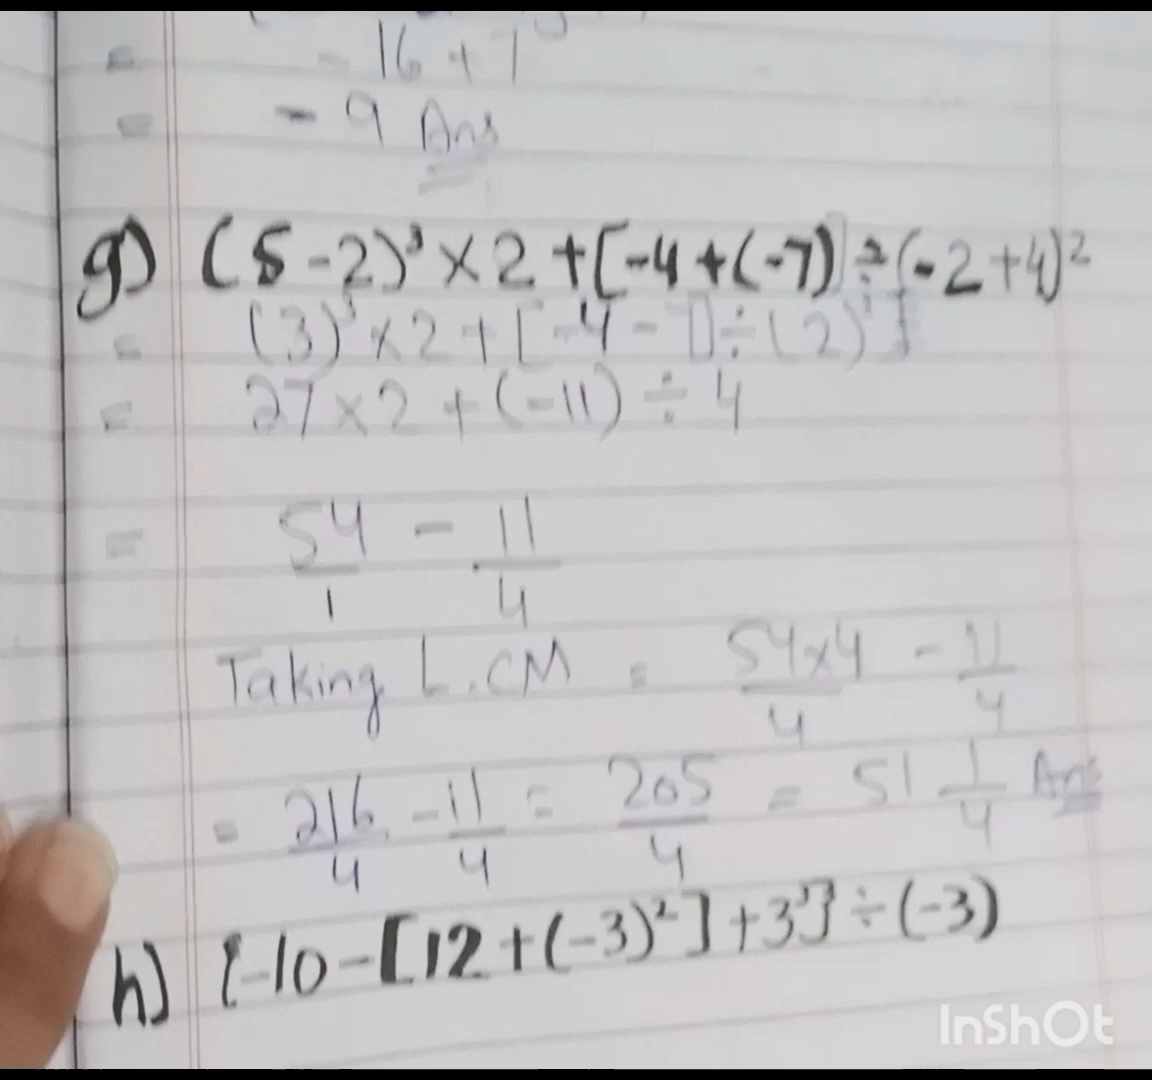 = - 16 + 7
= - 9 Ans
g) (5-2)³ × 2 + [-4 + (-7)] ÷ (-2+4)²
= (3)³ × 2 + [-4 - 7] ÷ (2)²]
= 27 × 2 + (-11) ÷ 4
= 54/1 - 11/4
Taking L.CM = 54×4/4 - 11/4
= 216/4 - 11/4 = 205/4 = 51 1/4 Ans
h) {-10 - [12 + (-3)²] + 3³} ÷ (-3)
InShOt